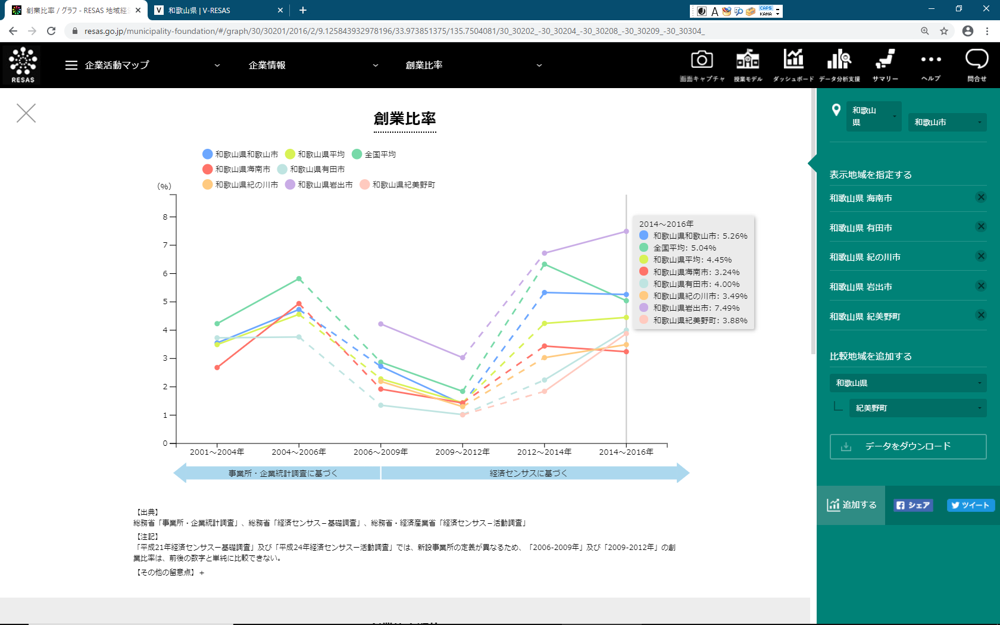 創業比率 / グラフ - RESAS 地域経
和歌山県 | V-RESAS
CAPS
KANA
resas.go.jp/municipality-foundation/#/graph/30/30201/2016/2/9.125843932978196/33.973851375/135.7504081/30_30202_-30_30204_-30_30208_-30_30209_-30_30304_
RESAS
企業活動マップ
企業情報
創業比率
画面キャプチャ
授業モデル
ダッシュボード
データ分析支援
サマリー
ヘルプ
問合せ
創業比率
和歌山県和歌山市 和歌山県平均 全国平均
和歌山県海南市 和歌山県有田市
和歌山県紀の川市 和歌山県岩出市 和歌山県紀美野町
(%)
8
7
6
5
4
3
2
1
0
2014～2016年
和歌山県和歌山市: 5.26%
全国平均: 5.04%
和歌山県平均: 4.45%
和歌山県海南市: 3.24%
和歌山県有田市: 4.00%
和歌山県紀の川市: 3.49%
和歌山県岩出市: 7.49%
和歌山県紀美野町: 3.88%
2001～2004年 2004～2006年 2006～2009年 2009～2012年 2012～2014年 2014～2016年
事業所・企業統計調査に基づく 経済センサスに基づく
【出典】
総務省「事業所・企業統計調査」、総務省「経済センサス－基礎調査」、総務省・経済産業省「経済センサス－活動調査」
【注記】
「平成21年経済センサスー基礎調査」及び「平成24年経済センサスー活動調査」では、新設事業所の定義が異なるため、「2006-2009年」及び「2009-2012年」の創
業比率は、前後の数字と単純に比較できない。
【その他の留意点】＋
和歌山
県
和歌山市
表示地域を指定する
和歌山県 海南市
和歌山県 有田市
和歌山県 紀の川市
和歌山県 岩出市
和歌山県 紀美野町
比較地域を追加する
和歌山県
紀美野町
データをダウンロード
追加する
シェア
ツイート